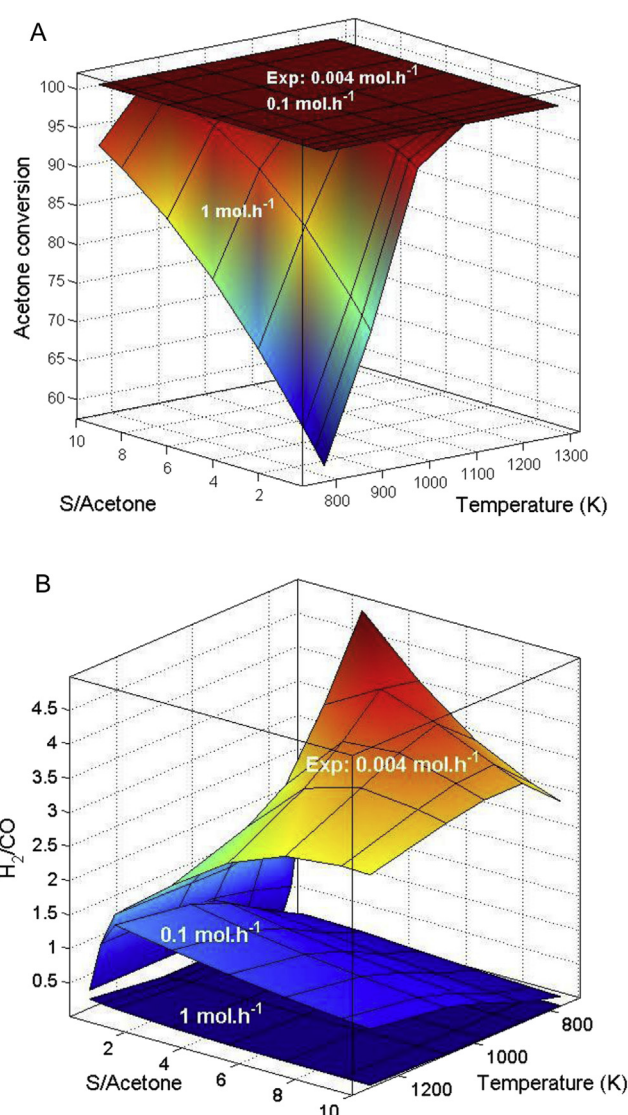 A
Exp: 0.004 mol.h-1
0.1 mol.h-1
1 mol.h-1
Acetone conversion
100
95
90
85
80
75
70
65
60
10
8
6
4
2
800
900
1000
1100
1200
1300
S/Acetone
Temperature (K)
B
Exp: 0.004 mol.h-1
0.1 mol.h-1
1 mol.h-1
H2/CO
4.5
4
3.5
3
2.5
2
1.5
1
0.5
2
4
6
8
10
800
1000
1200
S/Acetone
Temperature (K)